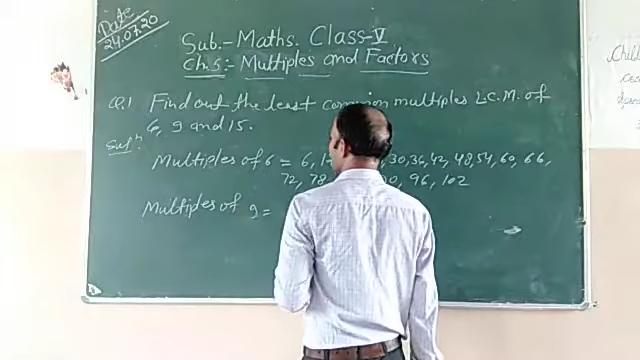 Date
24.07.20
Sub.- Maths. Class-V
Ch.5:- Multiples and Factors
Q.1 Find out the least common multiples L.C.M. of
6, 9 and 15.
Solⁿ.
Multiples of 6 = 6, 30, 36, 42, 48, 54, 60, 66,
72, 78 96, 102
Multiples of 9 =